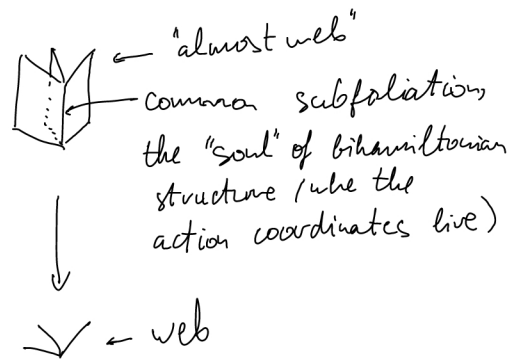 "almost web"
common subfoliation,
the "soul" of bihamiltonian
structure (whe the
action coordinates live)
web